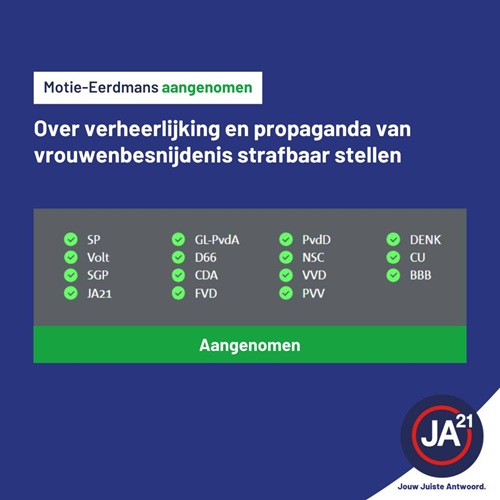 Motie-Eerdmans aangenomen
Over verheerlijking en propaganda van
vrouwenbesnijdenis strafbaar stellen
SP GL-PvdA PvdD DENK
Volt D66 NSC CU
SGP CDA VVD BBB
JA21 FVD PVV
Aangenomen
JA21
Jouw Juiste Antwoord.